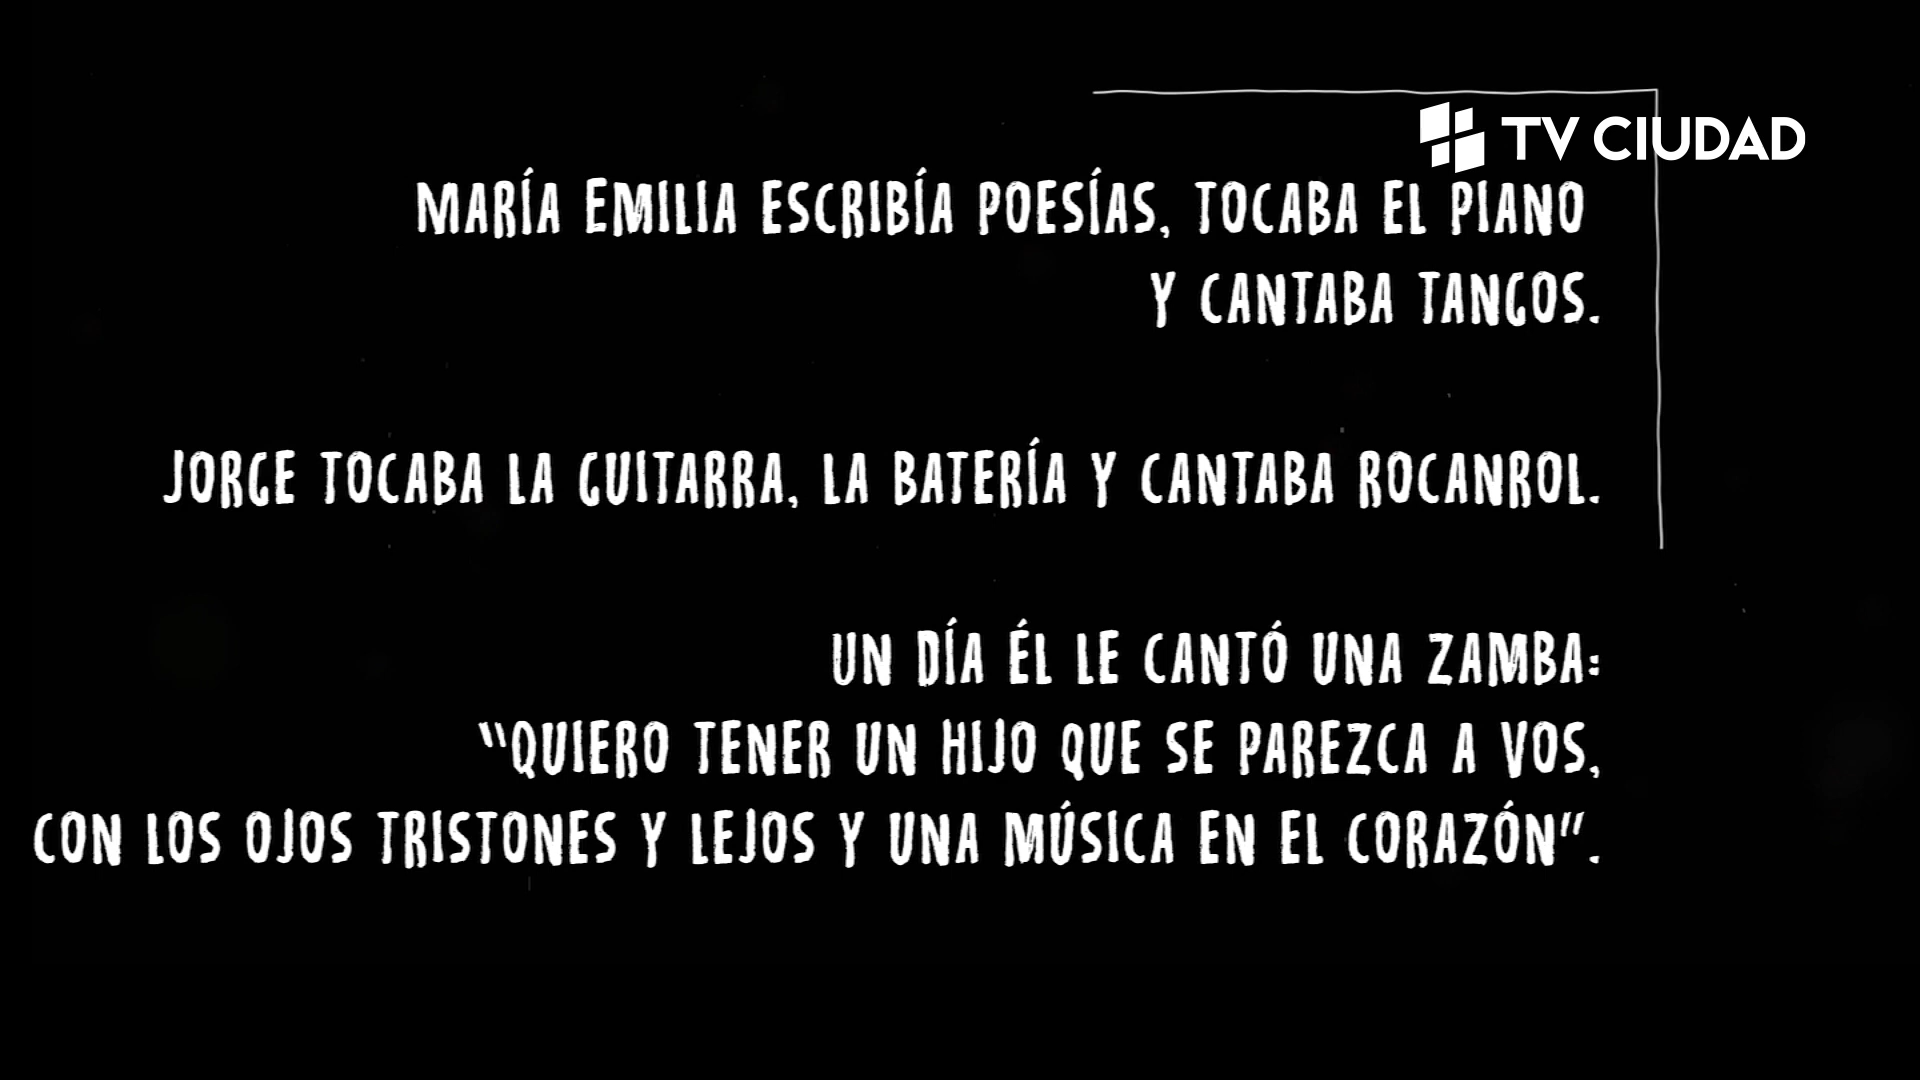 TV CIUDAD
MARÍA EMILIA ESCRIBÍA POESÍAS, TOCABA EL PIANO
Y CANTABA TANGOS.
JORGE TOCABA LA GUITARRA, LA BATERÍA Y CANTABA ROCANROL.
UN DÍA ÉL LE CANTÓ UNA ZAMBA:
"QUIERO TENER UN HIJO QUE SE PAREZCA A VOS,
CON LOS OJOS TRISTONES Y LEJOS Y UNA MÚSICA EN EL CORAZÓN".